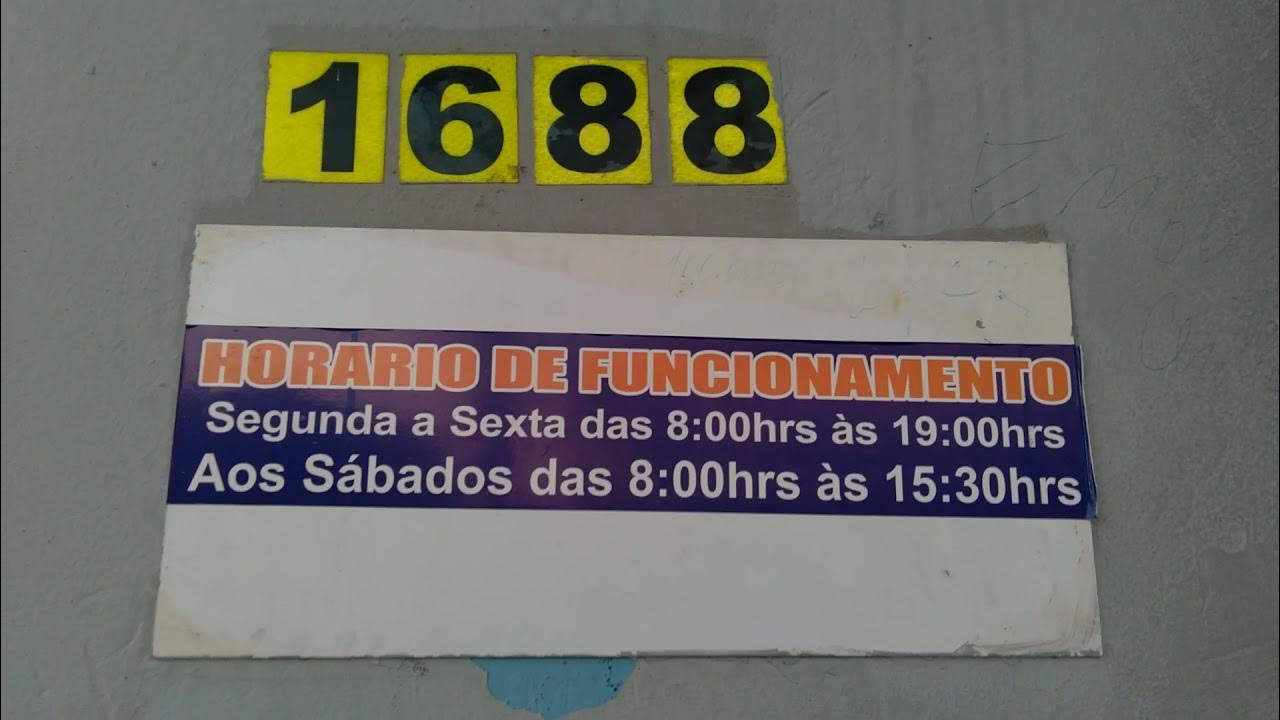 1688
HORARIO DE FUNCIONAMENTO
Segunda a Sexta das 8:00hrs às 19:00hrs
Aos Sábados das 8:00hrs às 15:30hrs